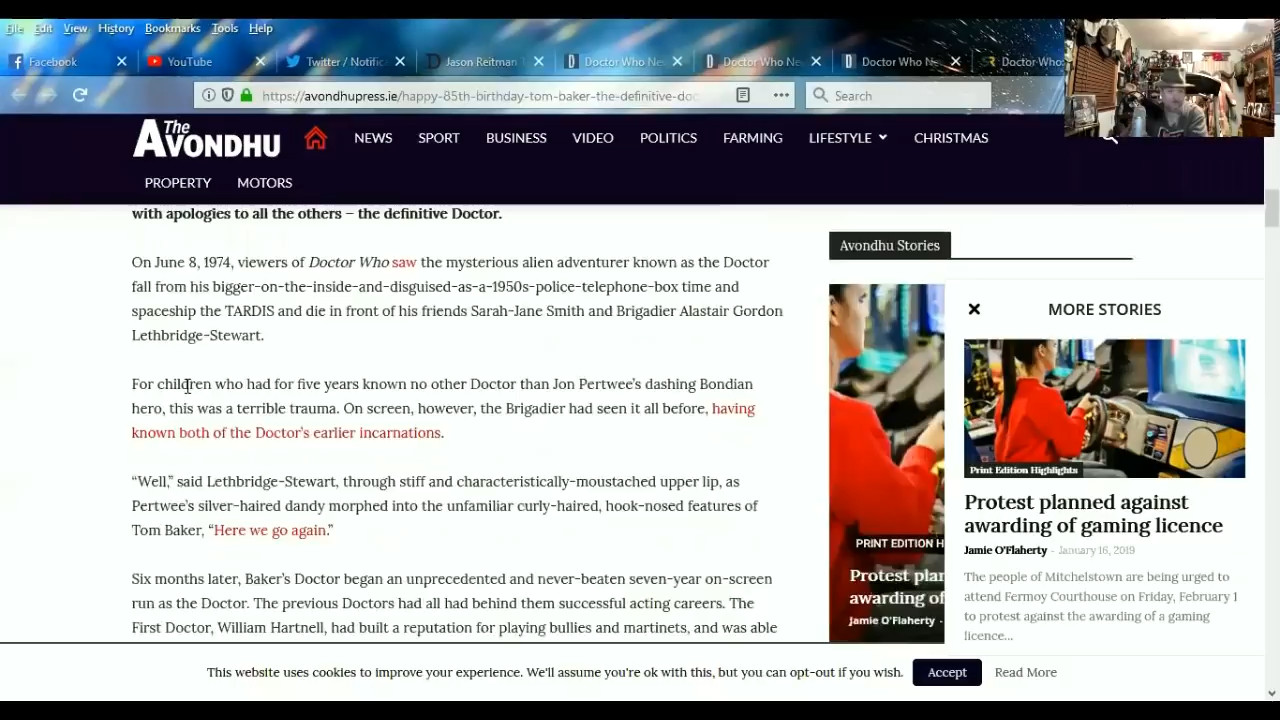 File Edit View History Bookmarks Tools Help
Facebook
YouTube
Twitter / Notific
Jason Reitman
Doctor Who Ne
Doctor Who Ne
Doctor Who Ne
Doctor Who
https://avondhupress.ie/happy-85th-birthday-tom-baker-the-definitive-doc
Search
The
AVONDHU
NEWS
SPORT
BUSINESS
VIDEO
POLITICS
FARMING
LIFESTYLE
CHRISTMAS
PROPERTY
MOTORS
with apologies to all the others – the definitive Doctor.
On June 8, 1974, viewers of Doctor Who saw the mysterious alien adventurer known as the Doctor
fall from his bigger-on-the-inside-and-disguised-as-a-1950s-police-telephone-box time and
spaceship the TARDIS and die in front of his friends Sarah-Jane Smith and Brigadier Alastair Gordon
Lethbridge-Stewart.
For children who had for five years known no other Doctor than Jon Pertwee's dashing Bondian
hero, this was a terrible trauma. On screen, however, the Brigadier had seen it all before, having
known both of the Doctor's earlier incarnations.
“Well,” said Lethbridge-Stewart, through stiff and characteristically-moustached upper lip, as
Pertwee's silver-haired dandy morphed into the unfamiliar curly-haired, hook-nosed features of
Tom Baker, “Here we go again.”
Six months later, Baker's Doctor began an unprecedented and never-beaten seven-year on-screen
run as the Doctor. The previous Doctors had all had behind them successful acting careers. The
First Doctor, William Hartnell, had built a reputation for playing bullies and martinets, and was able
Avondhu Stories
PRINT EDITION H
Protest plan
awarding of
Jamie O'Flaherty -
MORE STORIES
Print Edition Highlights
Protest planned against
awarding of gaming licence
Jamie O'Flaherty - January 16, 2019
The people of Mitchelstown are being urged to
attend Fermoy Courthouse on Friday, February 1
to protest against the awarding of a gaming
licence...
This website uses cookies to improve your experience. We'll assume you're ok with this, but you can opt-out if you wish.
Accept
Read More